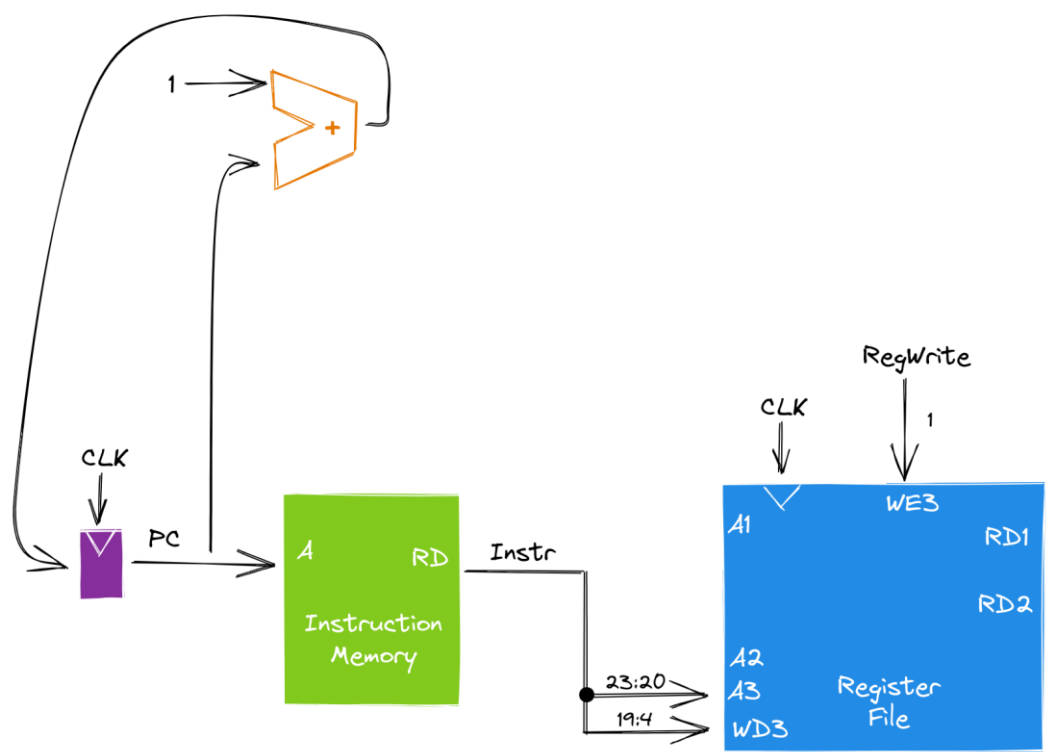 1
+
RegWrite
CLK
1
CLK
PC
A
RD
Instruction
Memory
Instr
WE3
A1
RD1
RD2
A2
A3
WD3
Register
File
23:20
19:4